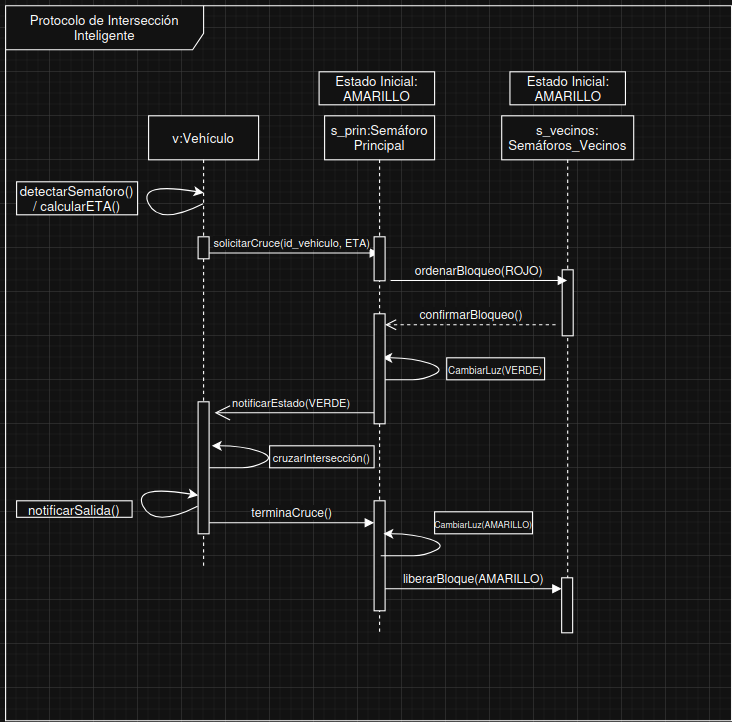 Protocolo de Intersección
Inteligente
Estado Inicial:
AMARILLO
Estado Inicial:
AMARILLO
v:Vehículo
s_prin:Semáforo
Principal
s_vecinos:
Semáforos_Vecinos
detectarSemaforo()
/ calcularETA()
solicitarCruce(id_vehiculo, ETA)
ordenarBloqueo(ROJO)
confirmarBloqueo()
CambiarLuz(VERDE)
notificarEstado(VERDE)
cruzarIntersección()
notificarSalida()
terminaCruce()
CambiarLuz(AMARILLO)
liberarBloque(AMARILLO)